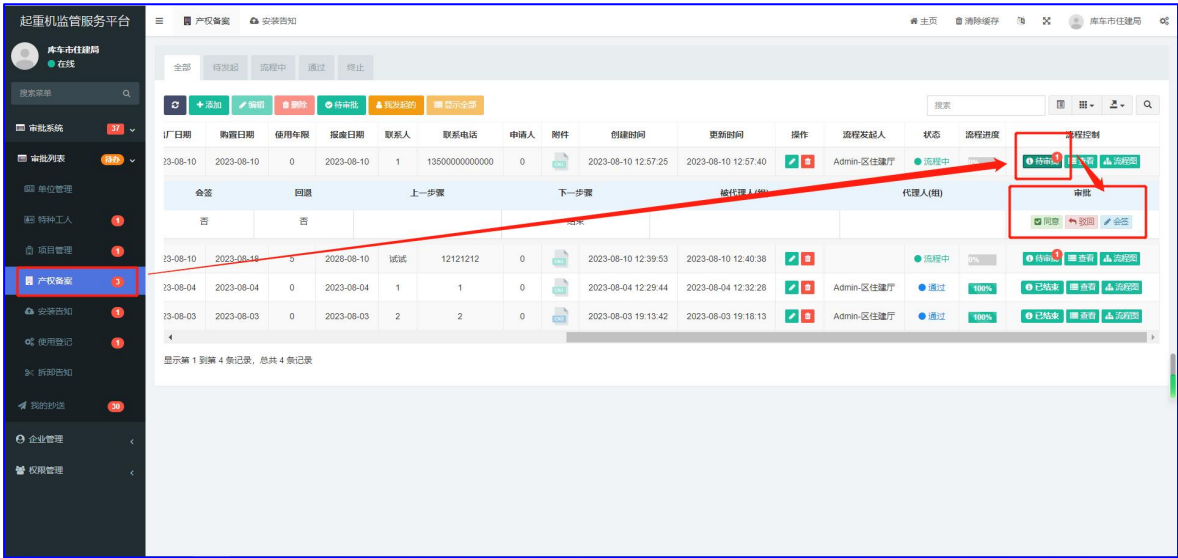 起重机监管服务平台 产权备案 安装告知 主页 清除缓存 库车市住建局
库车市住建局
在线
搜索菜单
审批系统 37
审批列表 待办
单位管理
特种工人 1
项目管理 1
产权备案 3
安装告知 1
使用登记 1
拆卸告知
我的抄送 30
企业管理
权限管理
全部 待发起 流程中 通过 终止
添加 编辑 删除 待审批 我发起的 显示全部 搜索
厂日期 购置日期 使用年限 报废日期 联系人 联系电话 申请人 附件 创建时间 更新时间 操作 流程发起人 状态 流程进度 流程控制
23-08-10 2023-08-10 0 2023-08-10 1 13500000000000 0 2023-08-10 12:57:25 2023-08-10 12:57:40 Admin-区住建厅 流程中 0% 待审批 1 查看 流程图
会签 回退 上一步骤 下一步骤 被代理人(组) 代理人(组) 审批
否 否 结束 同意 驳回 会签
23-08-10 2023-08-18 5 2028-08-10 试试 12121212 0 2023-08-10 12:39:53 2023-08-10 12:40:38 流程中 0% 待审批 1 查看 流程图
23-08-04 2023-08-04 0 2023-08-04 1 1 0 2023-08-04 12:29:44 2023-08-04 12:32:28 Admin-区住建厅 通过 100% 已结束 查看 流程图
23-08-03 2023-08-03 0 2023-08-03 2 2 0 2023-08-03 19:13:42 2023-08-03 19:18:13 Admin-区住建厅 通过 100% 已结束 查看 流程图
显示第 1 到第 4 条记录，总共 4 条记录